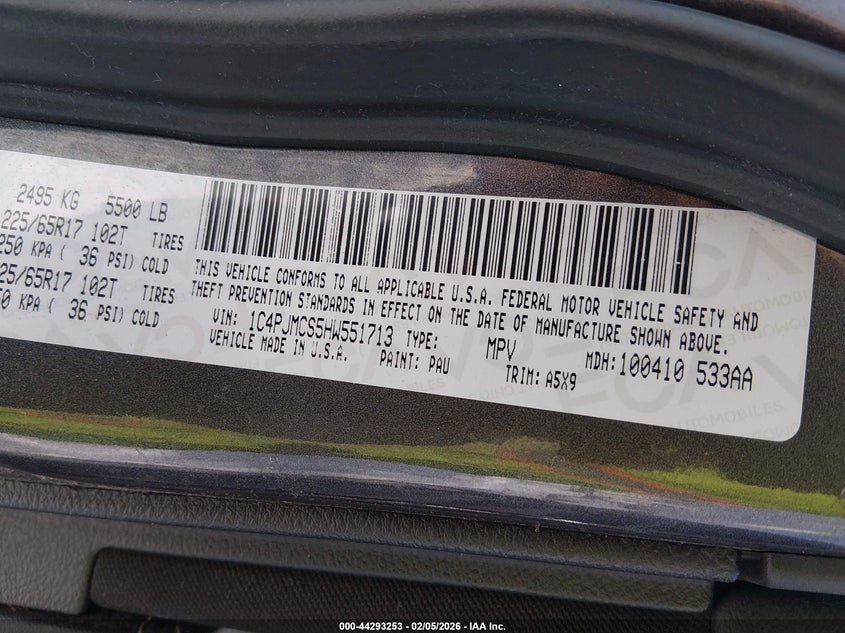 2495 KG 5500 LB
225/65R17 102T TIRES
250 KPA ( 36 PSI) COLD
25/65R17 102T TIRES
50 KPA ( 36 PSI) COLD
THIS VEHICLE CONFORMS TO ALL APPLICABLE U.S.A. FEDERAL MOTOR VEHICLE SAFETY AND
THEFT PREVENTION STANDARDS IN EFFECT ON THE DATE OF MANUFACTURE SHOWN ABOVE.
VIN: 1C4PJMCS5HW551713 TYPE: MPV MDH:100410 533AA
VEHICLE MADE IN U.S.A. PAINT: PAU TRIM: A5X9
AUTOMOBILES
000-44293253 - 02/05/2026 - IAA Inc.